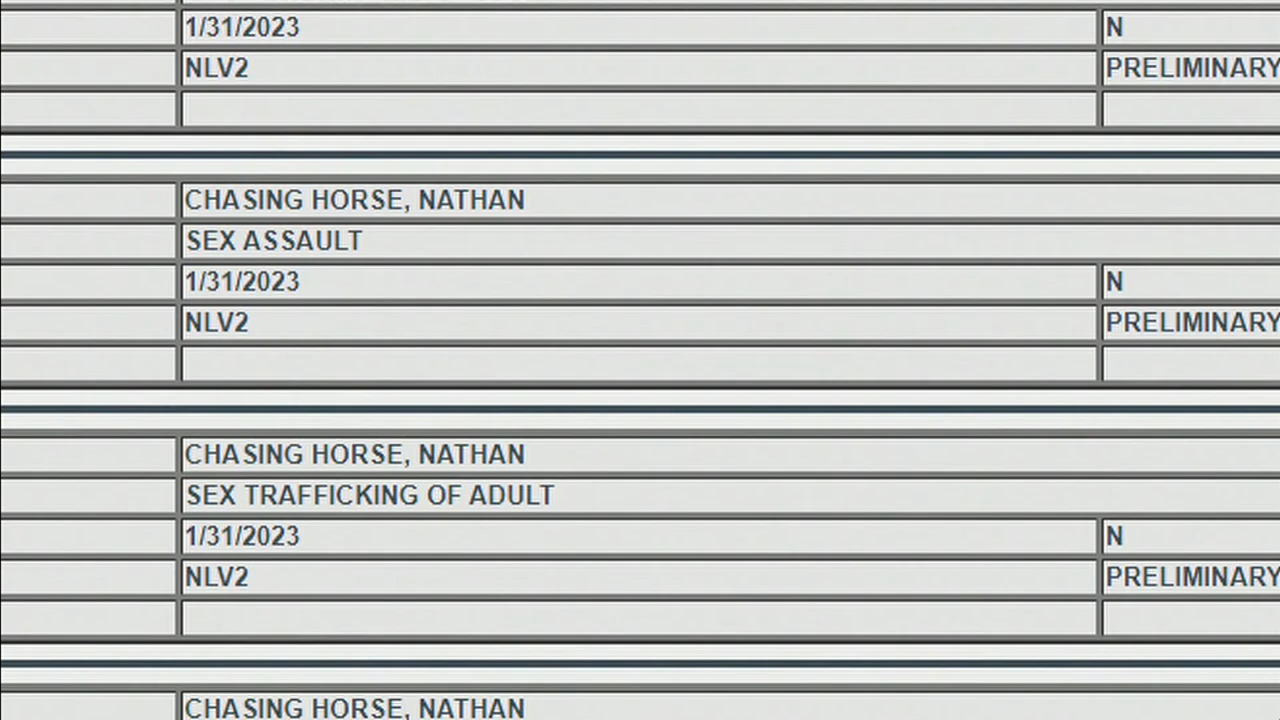 1/31/2023 N
NLV2 PRELIMINARY
CHASING HORSE, NATHAN
SEX ASSAULT
1/31/2023 N
NLV2 PRELIMINARY
CHASING HORSE, NATHAN
SEX TRAFFICKING OF ADULT
1/31/2023 N
NLV2 PRELIMINARY
CHASING HORSE, NATHAN